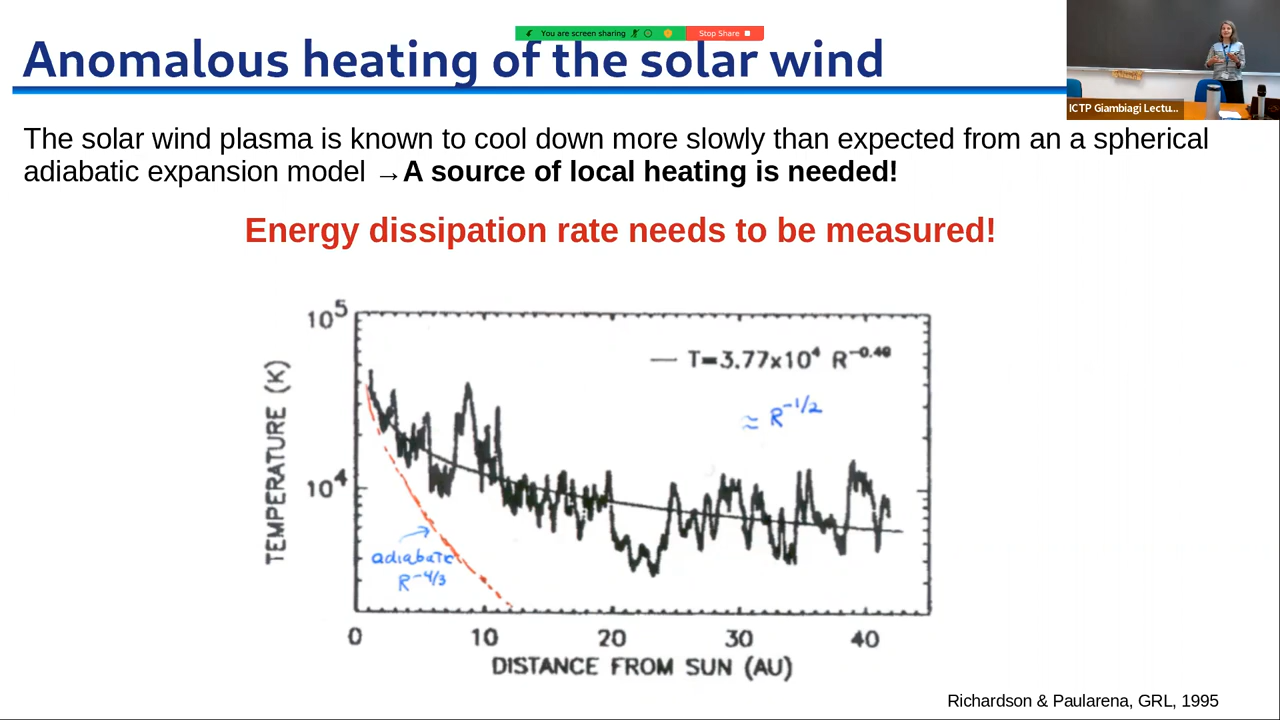 You are screen sharing
Stop Share
Anomalous heating of the solar wind
ICTP Giambiagi Lectu...
The solar wind plasma is known to cool down more slowly than expected from an a spherical
adiabatic expansion model →A source of local heating is needed!
Energy dissipation rate needs to be measured!
10⁵
T=3.77x10⁴ R⁻⁰·⁴⁹
≈ R⁻¹/²
10⁴
TEMPERATURE (K)
adiabatic
R⁻⁴/³
0 10 20 30 40
DISTANCE FROM SUN (AU)
Richardson & Paularena, GRL, 1995